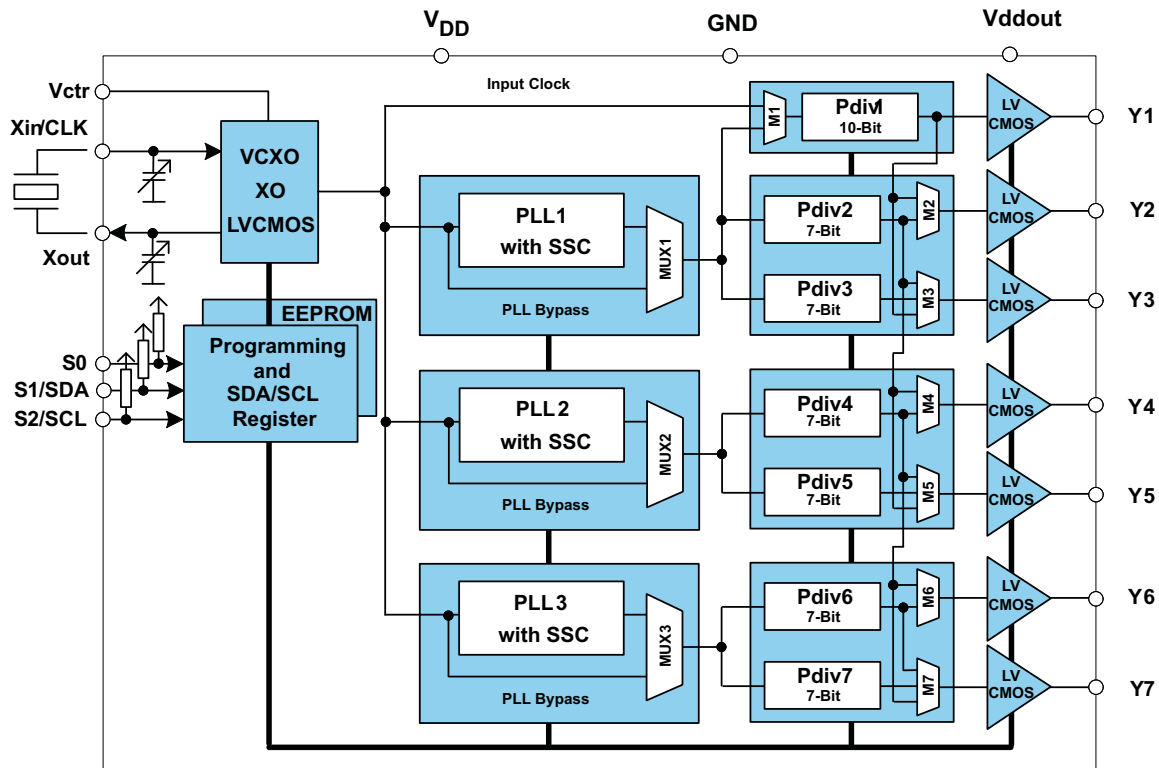 VDD
GND
Vddout
Vctr
Input Clock
Xin/CLK
VCXO
XO
LVCMOS
Xout
M1
Pdiv1
10-Bit
LV
CMOS
Y1
PLL1
with SSC
MUX1
PLL Bypass
Pdiv2
7-Bit
M2
LV
CMOS
Y2
Pdiv3
7-Bit
M3
LV
CMOS
Y3
EEPROM
Programming
and
SDA/SCL
Register
S0
S1/SDA
S2/SCL
PLL2
with SSC
MUX2
PLL Bypass
Pdiv4
7-Bit
M4
LV
CMOS
Y4
Pdiv5
7-Bit
M5
LV
CMOS
Y5
PLL3
with SSC
MUX3
PLL Bypass
Pdiv6
7-Bit
M6
LV
CMOS
Y6
Pdiv7
7-Bit
M7
LV
CMOS
Y7